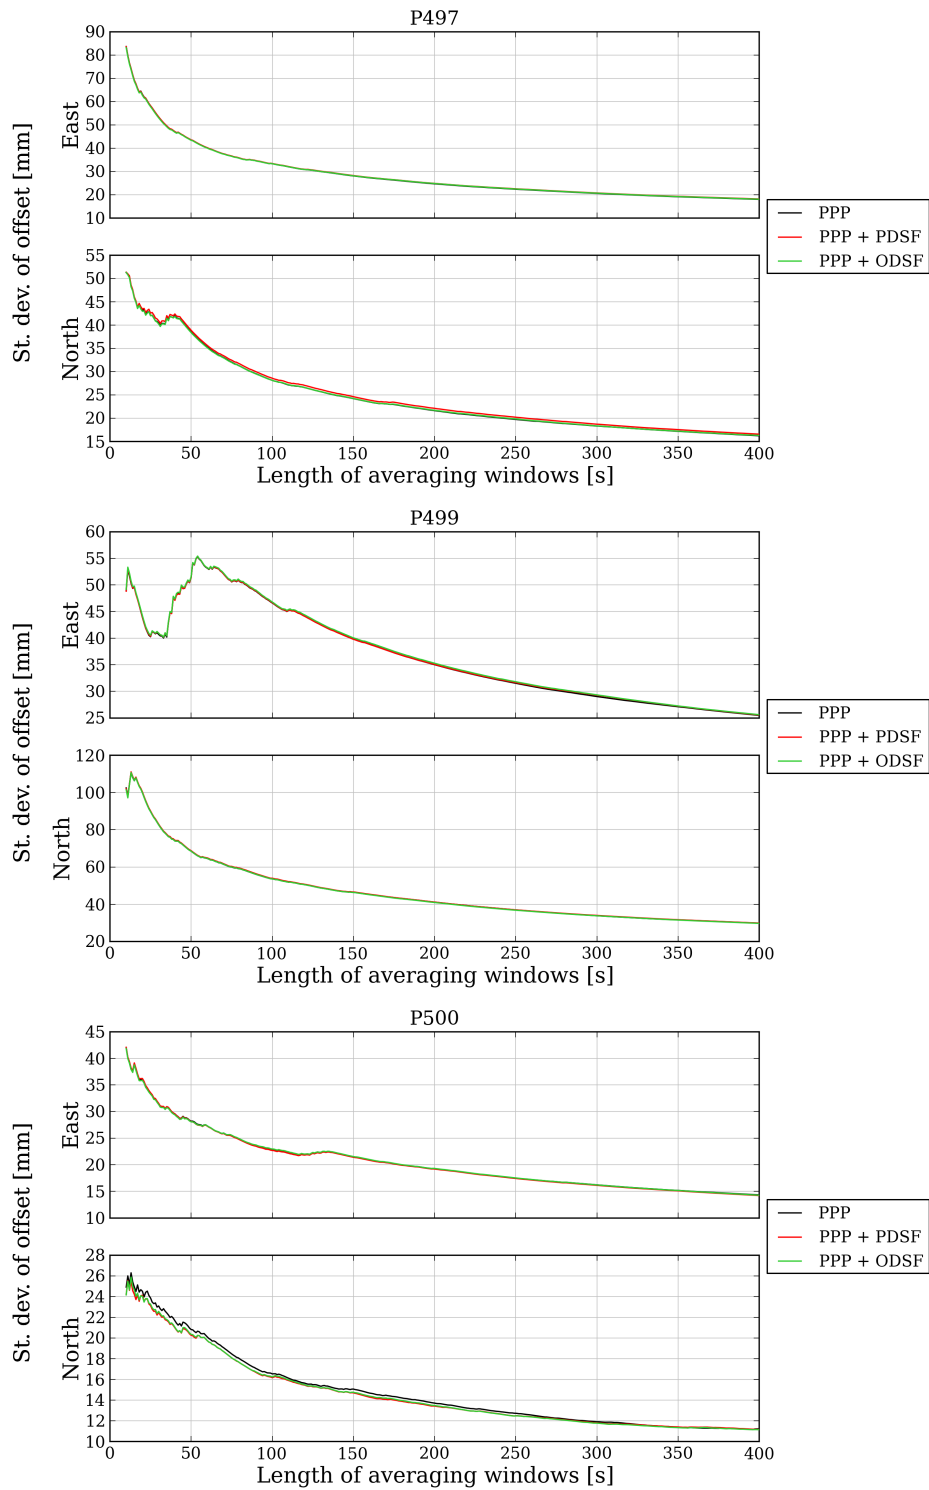 P497
90
80
70
60
50
40
30
20
10
East
55
50
45
40
35
30
25
20
15
North
St. dev. of offset [mm]
0 50 100 150 200 250 300 350 400
Length of averaging windows [s]
PPP
PPP + PDSF
PPP + ODSF
P499
60
55
50
45
40
35
30
25
East
120
100
80
60
40
20
North
St. dev. of offset [mm]
0 50 100 150 200 250 300 350 400
Length of averaging windows [s]
PPP
PPP + PDSF
PPP + ODSF
P500
45
40
35
30
25
20
15
10
East
28
26
24
22
20
18
16
14
12
10
North
St. dev. of offset [mm]
0 50 100 150 200 250 300 350 400
Length of averaging windows [s]
PPP
PPP + PDSF
PPP + ODSF